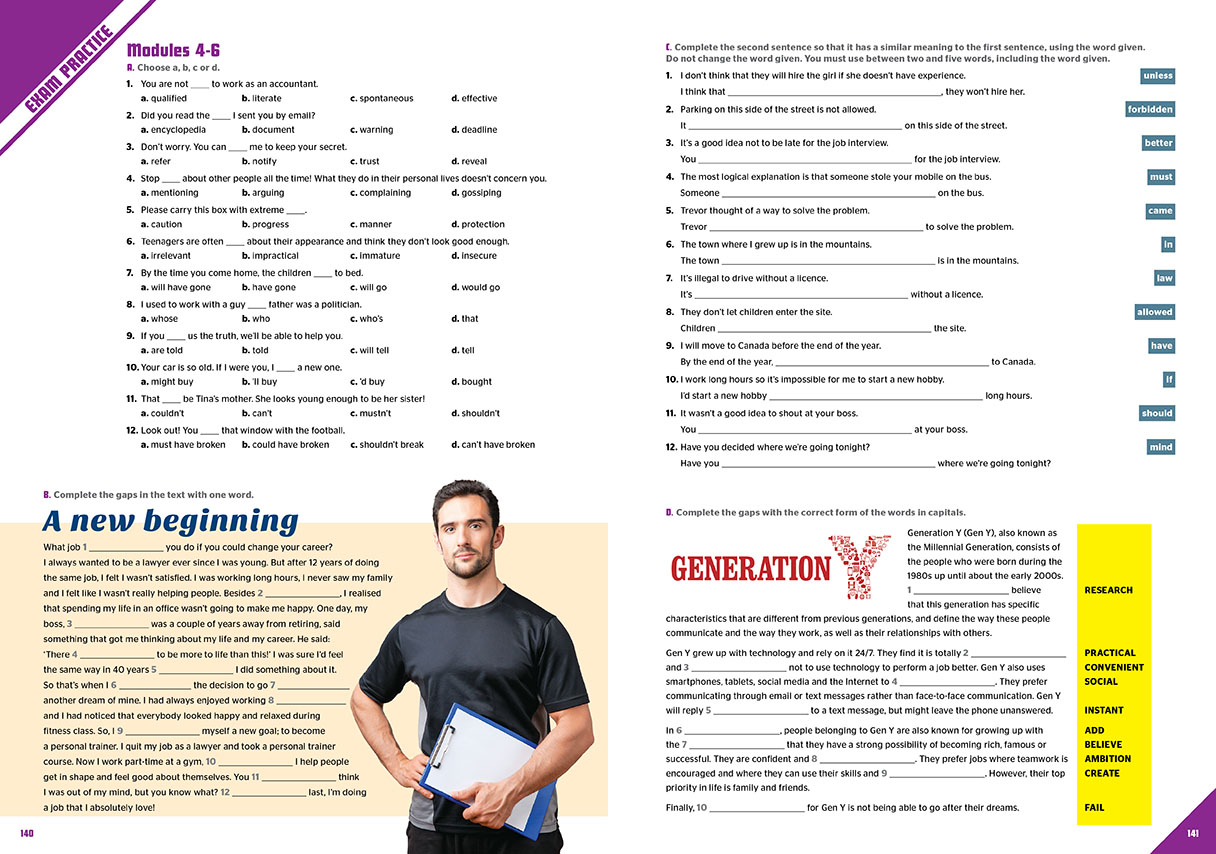 EXAM PRACTICE
Modules 4-6
A. Choose a, b, c or d.
1. You are not ____ to work as an accountant.
a. qualified b. literate c. spontaneous d. effective
2. Did you read the ____ I sent you by email?
a. encyclopedia b. document c. warning d. deadline
3. Don't worry. You can ____ me to keep your secret.
a. refer b. notify c. trust d. reveal
4. Stop ____ about other people all the time! What they do in their personal lives doesn't concern you.
a. mentioning b. arguing c. complaining d. gossiping
5. Please carry this box with extreme ____.
a. caution b. progress c. manner d. protection
6. Teenagers are often ____ about their appearance and think they don't look good enough.
a. irrelevant b. impractical c. immature d. insecure
7. By the time you come home, the children ____ to bed.
a. will have gone b. have gone c. will go d. would go
8. I used to work with a guy ____ father was a politician.
a. whose b. who c. who's d. that
9. If you ____ us the truth, we'll be able to help you.
a. are told b. told c. will tell d. tell
10. Your car is so old. If I were you, I ____ a new one.
a. might buy b. 'll buy c. 'd buy d. bought
11. That ____ be Tina's mother. She looks young enough to be her sister!
a. couldn't b. can't c. mustn't d. shouldn't
12. Look out! You ____ that window with the football.
a. must have broken b. could have broken c. shouldn't break d. can't have broken
B. Complete the gaps in the text with one word.
A new beginning
What job 1 ________________ you do if you could change your career?
I always wanted to be a lawyer ever since I was young. But after 12 years of doing
the same job, I felt I wasn't satisfied. I was working long hours, I never saw my family
and I felt like I wasn't really helping people. Besides 2 ________________, I realised
that spending my life in an office wasn't going to make me happy. One day, my
boss, 3 ________________ was a couple of years away from retiring, said
something that got me thinking about my life and my career. He said:
'There 4 ________________ to be more to life than this!' I was sure I'd feel
the same way in 40 years 5 ________________ I did something about it.
So that's when I 6 ________________ the decision to go 7 ________________
another dream of mine. I had always enjoyed working 8 ________________
and I had noticed that everybody looked happy and relaxed during
fitness class. So, I 9 ________________ myself a new goal; to become
a personal trainer. I quit my job as a lawyer and took a personal trainer
course. Now I work part-time at a gym, 10 ________________ I help people
get in shape and feel good about themselves. You 11 ________________ think
I was out of my mind, but you know what? 12 ________________ last, I'm doing
a job that I absolutely love!
140
C. Complete the second sentence so that it has a similar meaning to the first sentence, using the word given.
Do not change the word given. You must use between two and five words, including the word given.
1. I don't think that they will hire the girl if she doesn't have experience. unless
I think that ________________, they won't hire her.
2. Parking on this side of the street is not allowed. forbidden
It ________________ on this side of the street.
3. It's a good idea not to be late for the job interview. better
You ________________ for the job interview.
4. The most logical explanation is that someone stole your mobile on the bus. must
Someone ________________ on the bus.
5. Trevor thought of a way to solve the problem. came
Trevor ________________ to solve the problem.
6. The town where I grew up is in the mountains. in
The town ________________ is in the mountains.
7. It's illegal to drive without a licence. law
It's ________________ without a licence.
8. They don't let children enter the site. allowed
Children ________________ the site.
9. I will move to Canada before the end of the year. have
By the end of the year, ________________ to Canada.
10. I work long hours so it's impossible for me to start a new hobby. if
I'd start a new hobby ________________ long hours.
11. It wasn't a good idea to shout at your boss. should
You ________________ at your boss.
12. Have you decided where we're going tonight? mind
Have you ________________ where we're going tonight?
D. Complete the gaps with the correct form of the words in capitals.
GENERATION Y
Generation Y (Gen Y), also known as
the Millennial Generation, consists of
the people who were born during the
1980s up until about the early 2000s.
1 ________________ believe RESEARCH
that this generation has specific
characteristics that are different from previous generations, and define the way these people
communicate and the way they work, as well as their relationships with others.
Gen Y grew up with technology and rely on it 24/7. They find it is totally 2 ________________ PRACTICAL
and 3 ________________ not to use technology to perform a job better. Gen Y also uses CONVENIENT
smartphones, tablets, social media and the Internet to 4 ________________. They prefer SOCIAL
communicating through email or text messages rather than face-to-face communication. Gen Y
will reply 5 ________________ to a text message, but might leave the phone unanswered. INSTANT
In 6 ________________, people belonging to Gen Y are also known for growing up with ADD
the 7 ________________ that they have a strong possibility of becoming rich, famous or BELIEVE
successful. They are confident and 8 ________________. They prefer jobs where teamwork is AMBITION
encouraged and where they can use their skills and 9 ________________. However, their top CREATE
priority in life is family and friends.
Finally, 10 ________________ for Gen Y is not being able to go after their dreams. FAIL
141